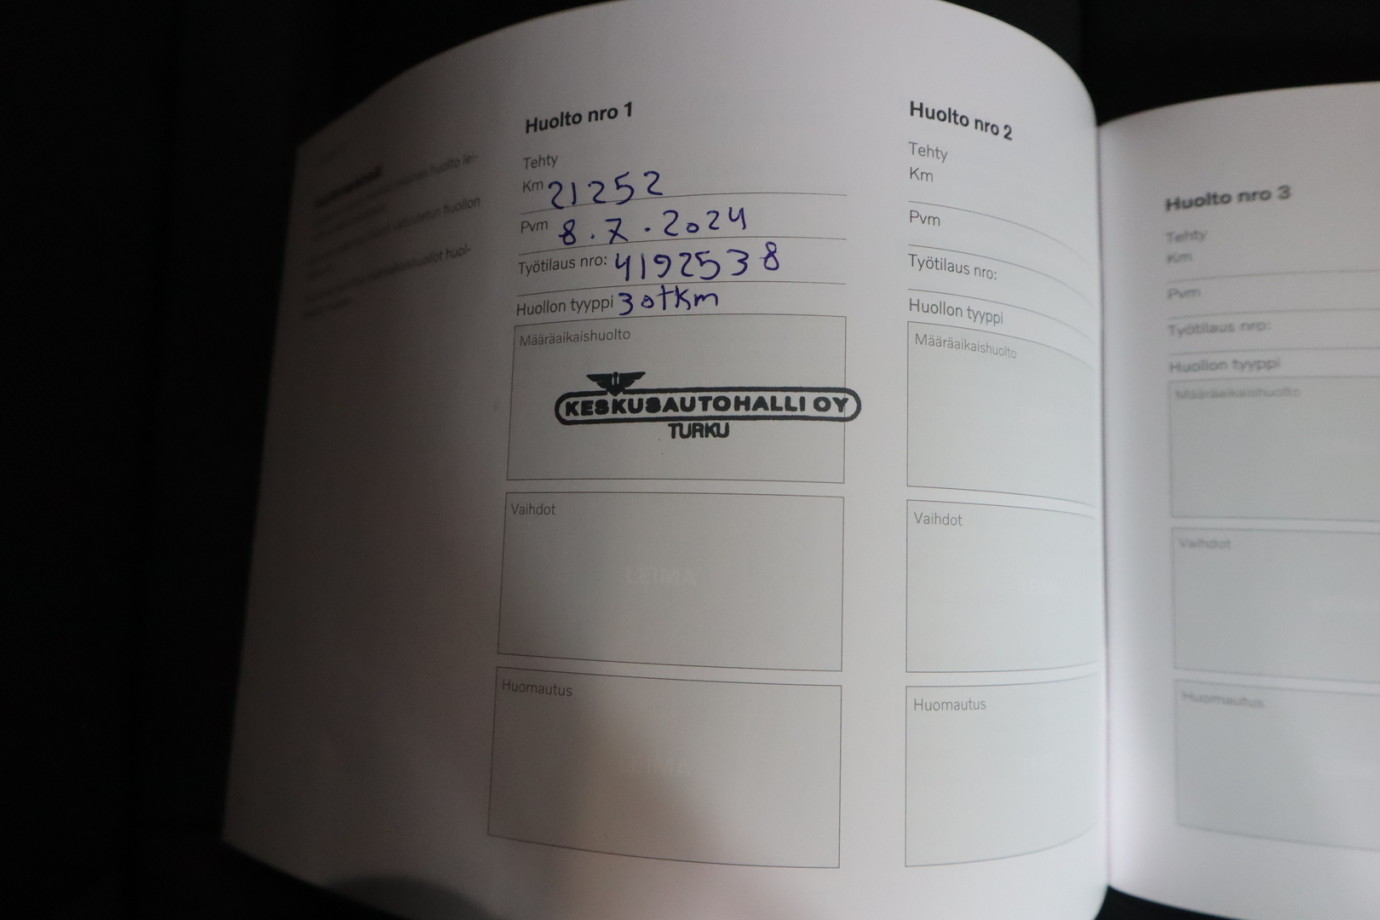 Huolto nro 1
Tehty
Km 21252
Pvm 8.7.2024
Työtilaus nro: 4192538
Huollon tyyppi 30tkm
Määräaikaishuolto
KESKUSAUTOHALLI OY
TURKU
Vaihdot
LEIMA
Huomautus
Huolto nro 2
Tehty
Km
Pvm
Työtilaus nro:
Huollon tyyppi
Määräaikaishuolto
Vaihdot
Huomautus
Huolto nro 3
Tehty
Km
Pvm
Työtilaus nro:
Huollon tyyppi
Määräaikaishuolto
Vaihdot
Huomautus